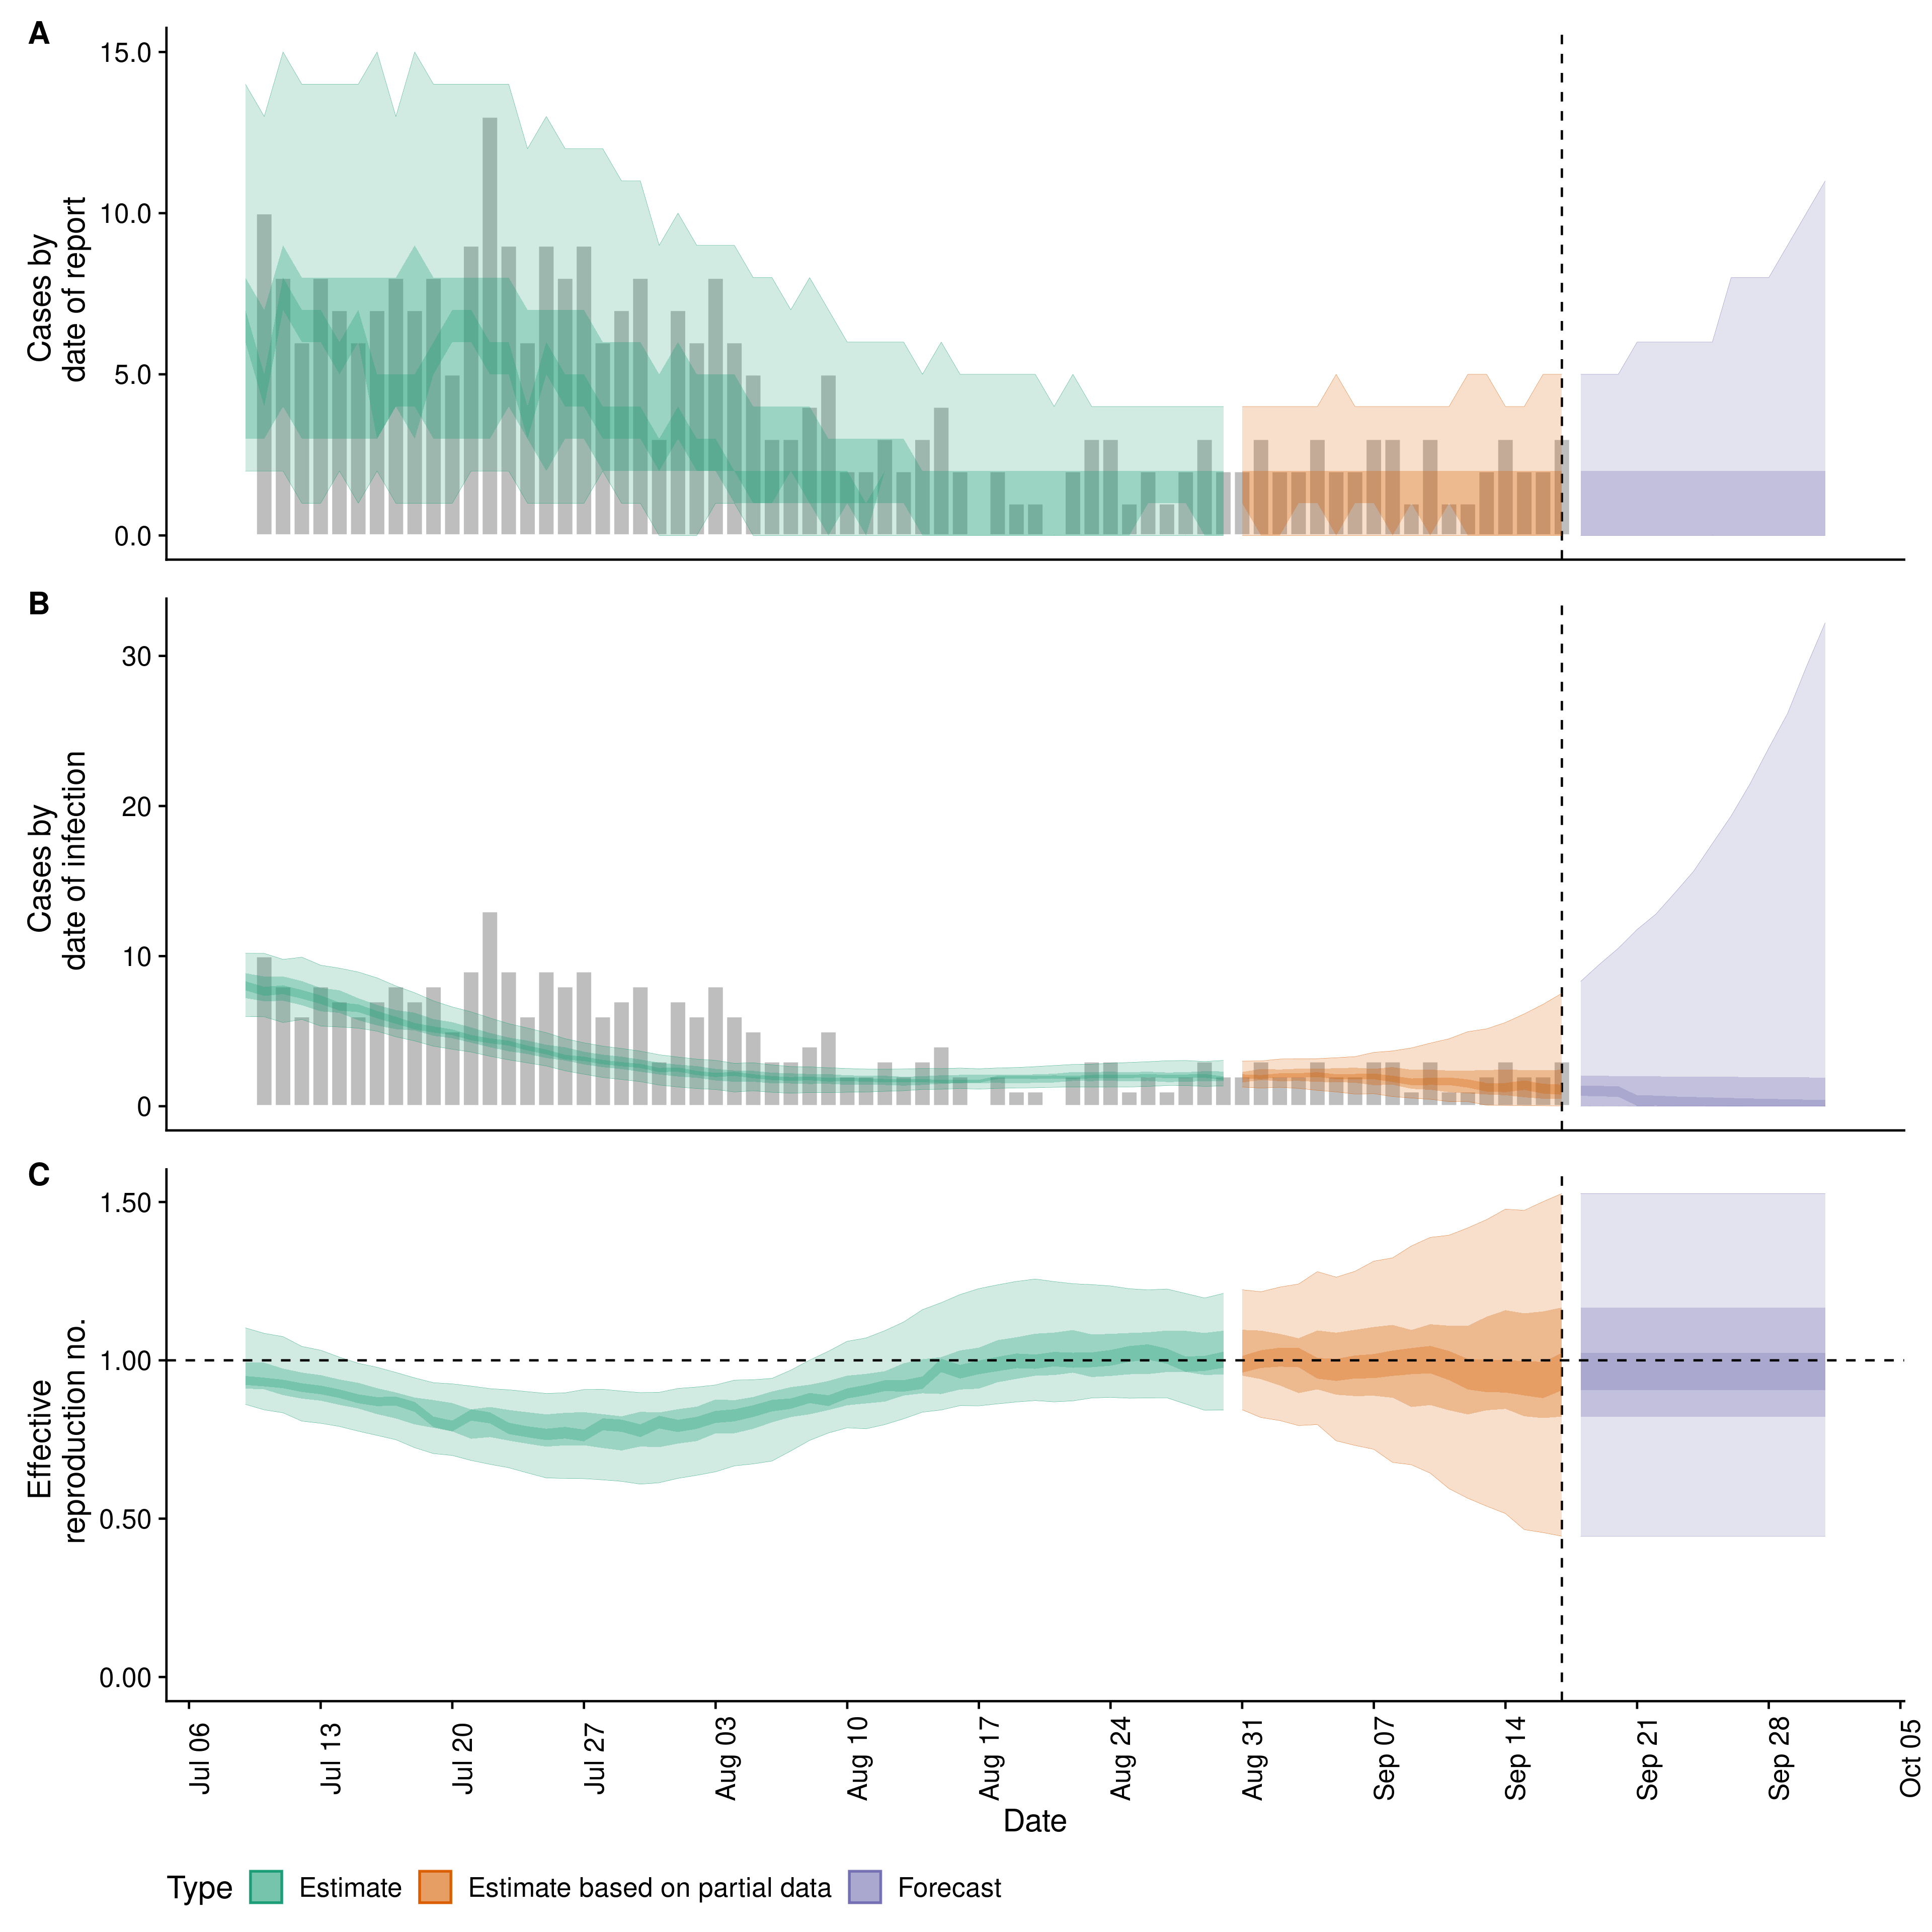 A
Cases by
date of report
15.0
10.0
5.0
0.0
B
Cases by
date of infection
30
20
10
0
C
Effective
reproduction no.
1.50
1.00
0.50
0.00
Jul 06
Jul 13
Jul 20
Jul 27
Aug 03
Aug 10
Aug 17
Aug 24
Aug 31
Sep 07
Sep 14
Sep 21
Sep 28
Oct 05
Date
Type Estimate Estimate based on partial data Forecast